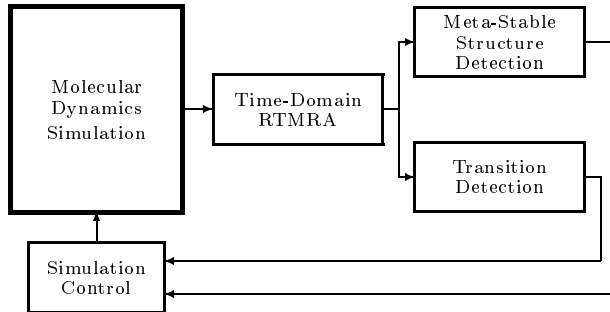 Molecular
Dynamics
Simulation
Time-Domain
RTMRA
Meta-Stable
Structure
Detection
Transition
Detection
Simulation
Control